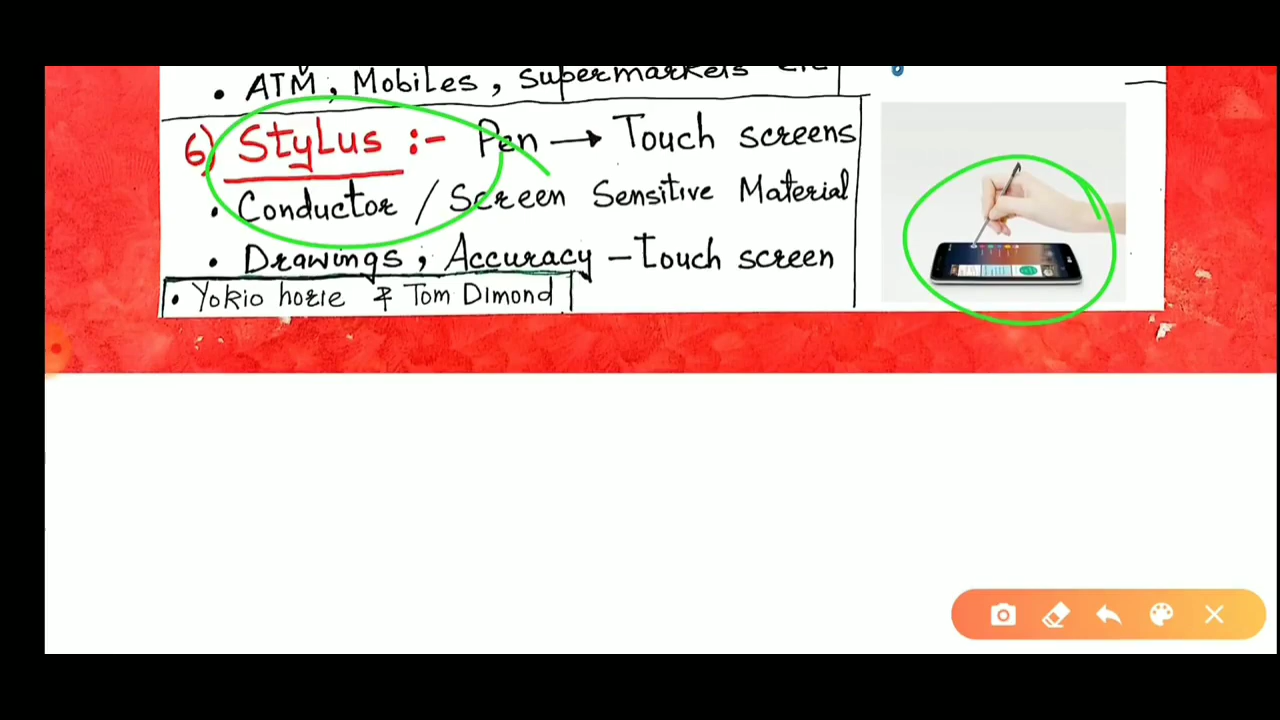 • ATM, Mobiles, Supermarkets etc
6) Stylus :- Pen → Touch screens
• Conductor / Screen Sensitive Material
• Drawings, Accuracy – touch screen
• Yokio horie & Tom Dimond